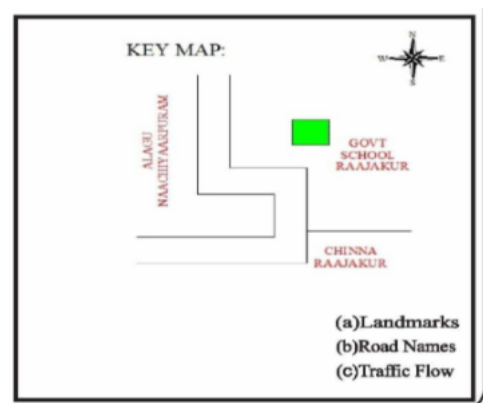 KEY MAP:
N
W
E
S
ALAGU
NAACHIYAARPURAM
GOVT
SCHOOL
RAAJAKUR
CHINNA
RAAJAKUR
(a)Landmarks
(b)Road Names
(c)Traffic Flow